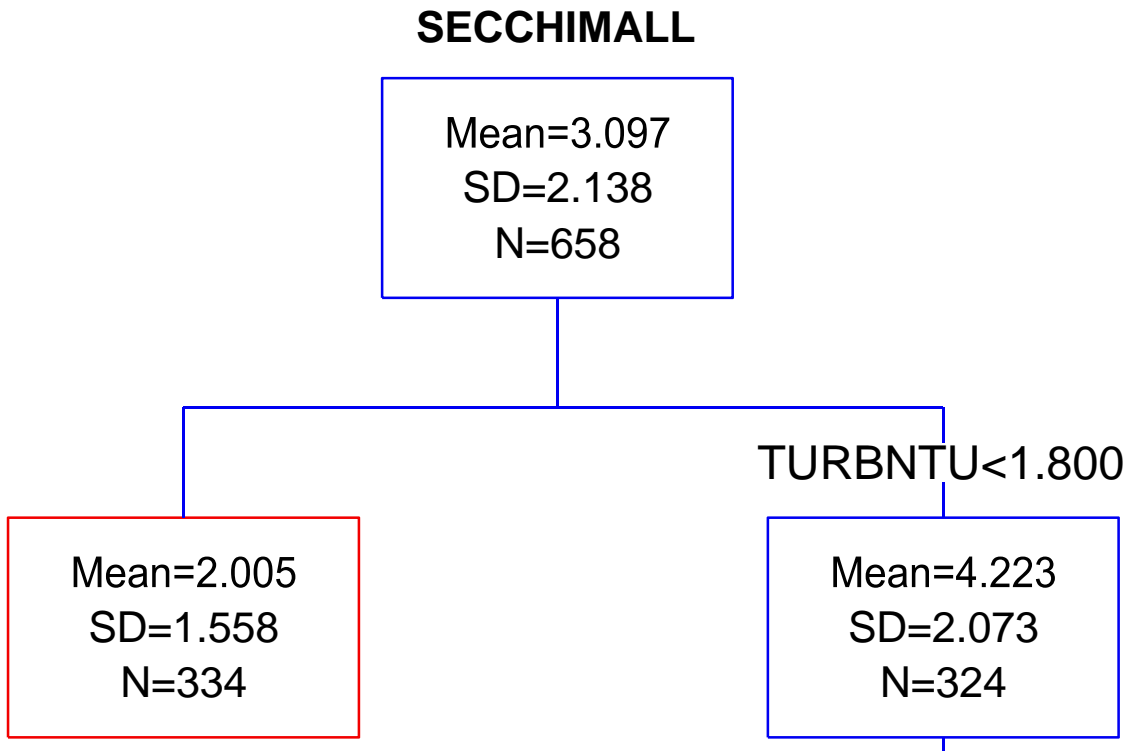 SECCHIMALL
Mean=3.097
SD=2.138
N=658
TURBNTU<1.800
Mean=2.005
SD=1.558
N=334
Mean=4.223
SD=2.073
N=324